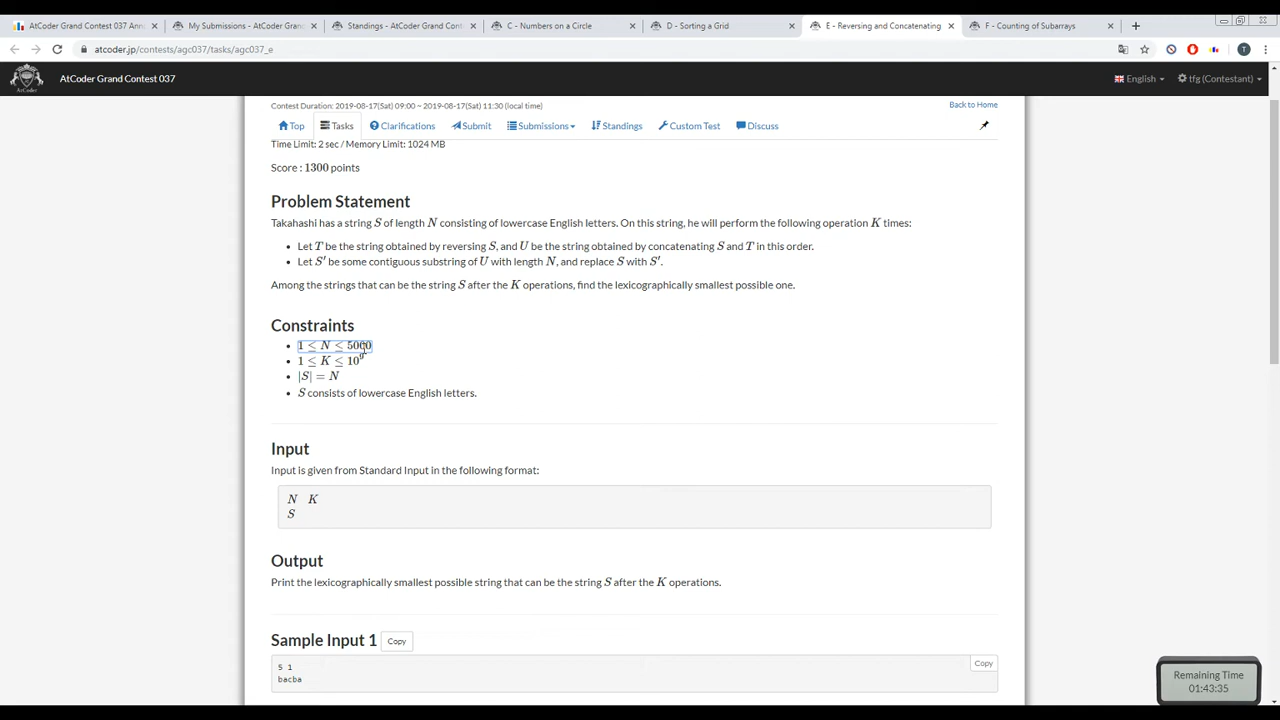 AtCoder Grand Contest 037 Ann
My Submissions - AtCoder Gran
Standings - AtCoder Grand Cont
C - Numbers on a Circle
D - Sorting a Grid
E - Reversing and Concatenating
F - Counting of Subarrays
atcoder.jp/contests/agc037/tasks/agc037_e
T
AtCoder Grand Contest 037
English
tfg (Contestant)
Contest Duration: 2019-08-17(Sat) 09:00 ~ 2019-08-17(Sat) 11:30 (local time)
Back to Home
Top
Tasks
Clarifications
Submit
Submissions
Standings
Custom Test
Discuss
Time Limit: 2 sec / Memory Limit: 1024 MB
Score : 1300 points
Problem Statement
Takahashi has a string S of length N consisting of lowercase English letters. On this string, he will perform the following operation K times:
Let T be the string obtained by reversing S, and U be the string obtained by concatenating S and T in this order.
Let S′ be some contiguous substring of U with length N, and replace S with S′.
Among the strings that can be the string S after the K operations, find the lexicographically smallest possible one.
Constraints
1 ≤ N ≤ 5000
1 ≤ K ≤ 10⁹
|S| = N
S consists of lowercase English letters.
Input
Input is given from Standard Input in the following format:
N K
S
Output
Print the lexicographically smallest possible string that can be the string S after the K operations.
Sample Input 1
Copy
Copy
5 1
bacba
Remaining Time
01:43:35